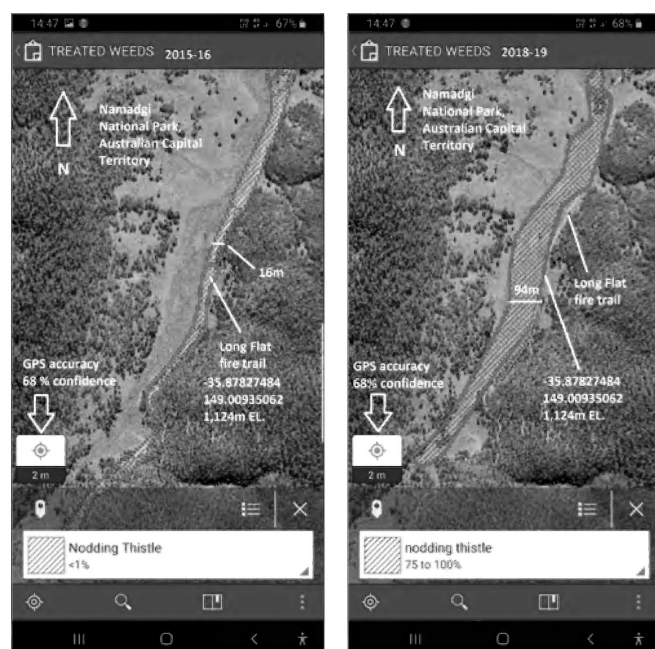 14:47
67%
TREATED WEEDS 2015-16
Namadgi
National Park,
Australian Capital
Territory
N
16m
Long Flat
fire trail
-35.87827484
149.00935062
1,124m EL.
GPS accuracy
68 % confidence
2 m
Nodding Thistle
<1%
14:47
68%
TREATED WEEDS 2018-19
Namadgi
National Park,
Australian Capital
Territory
N
94m
Long Flat
fire trail
-35.87827484
149.00935062
1,124m EL.
GPS accuracy
68% confidence
2 m
nodding thistle
75 to 100%